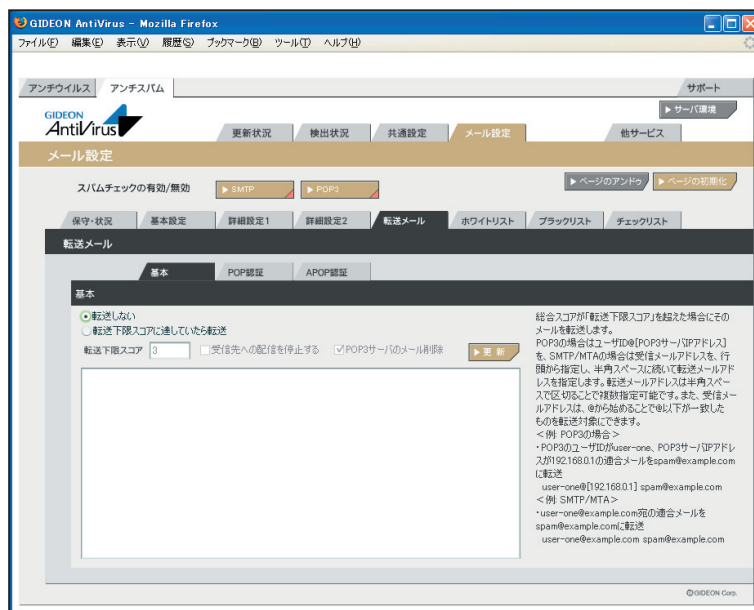 GIDEON AntiVirus - Mozilla Firefox
ファイル(F) 編集(E) 表示(V) 履歴(S) ブックマーク(B) ツール(T) ヘルプ(H)
アンチウイルス アンチスパム サポート
GIDEON
AntiVirus
サーバ環境
更新状況 検出状況 共通設定 メール設定 他サービス
メール設定
スパムチェックの有効/無効 SMTP POP3 ページのアンドゥ ページの初期化
保守・状況 基本設定 詳細設定1 詳細設定2 転送メール ホワイトリスト ブラックリスト チェックリスト
転送メール
基本 POP認証 APOP認証
基本
転送しない
転送下限スコアに達していたら転送
転送下限スコア 3 受信先への配信を停止する POP3サーバのメール削除 更新
総合スコアが「転送下限スコア」を超えた場合にその
メールを転送します。
POP3の場合はユーザID@[POP3サーバIPアドレス]
を、SMTP/MTAの場合は受信メールアドレスを、行
頭から指定し、半角スペースに続いて転送メールアド
レスを指定します。転送メールアドレスは半角スペー
スで区切ることで複数指定可能です。また、受信メー
ルアドレスは、@から始めることで@以下が一致した
ものを転送対象にできます。
＜例: POP3の場合＞
・POP3のユーザIDがuser-one、POP3サーバIPアドレ
スが192.168.0.1の適合メールをspam@example.com
に転送
user-one@[192.168.0.1] spam@example.com
＜例: SMTP/MTA＞
・user-one@example.com宛の適合メールを
spam@example.comに転送
user-one@example.com spam@example.com
©GIDEON Corp.